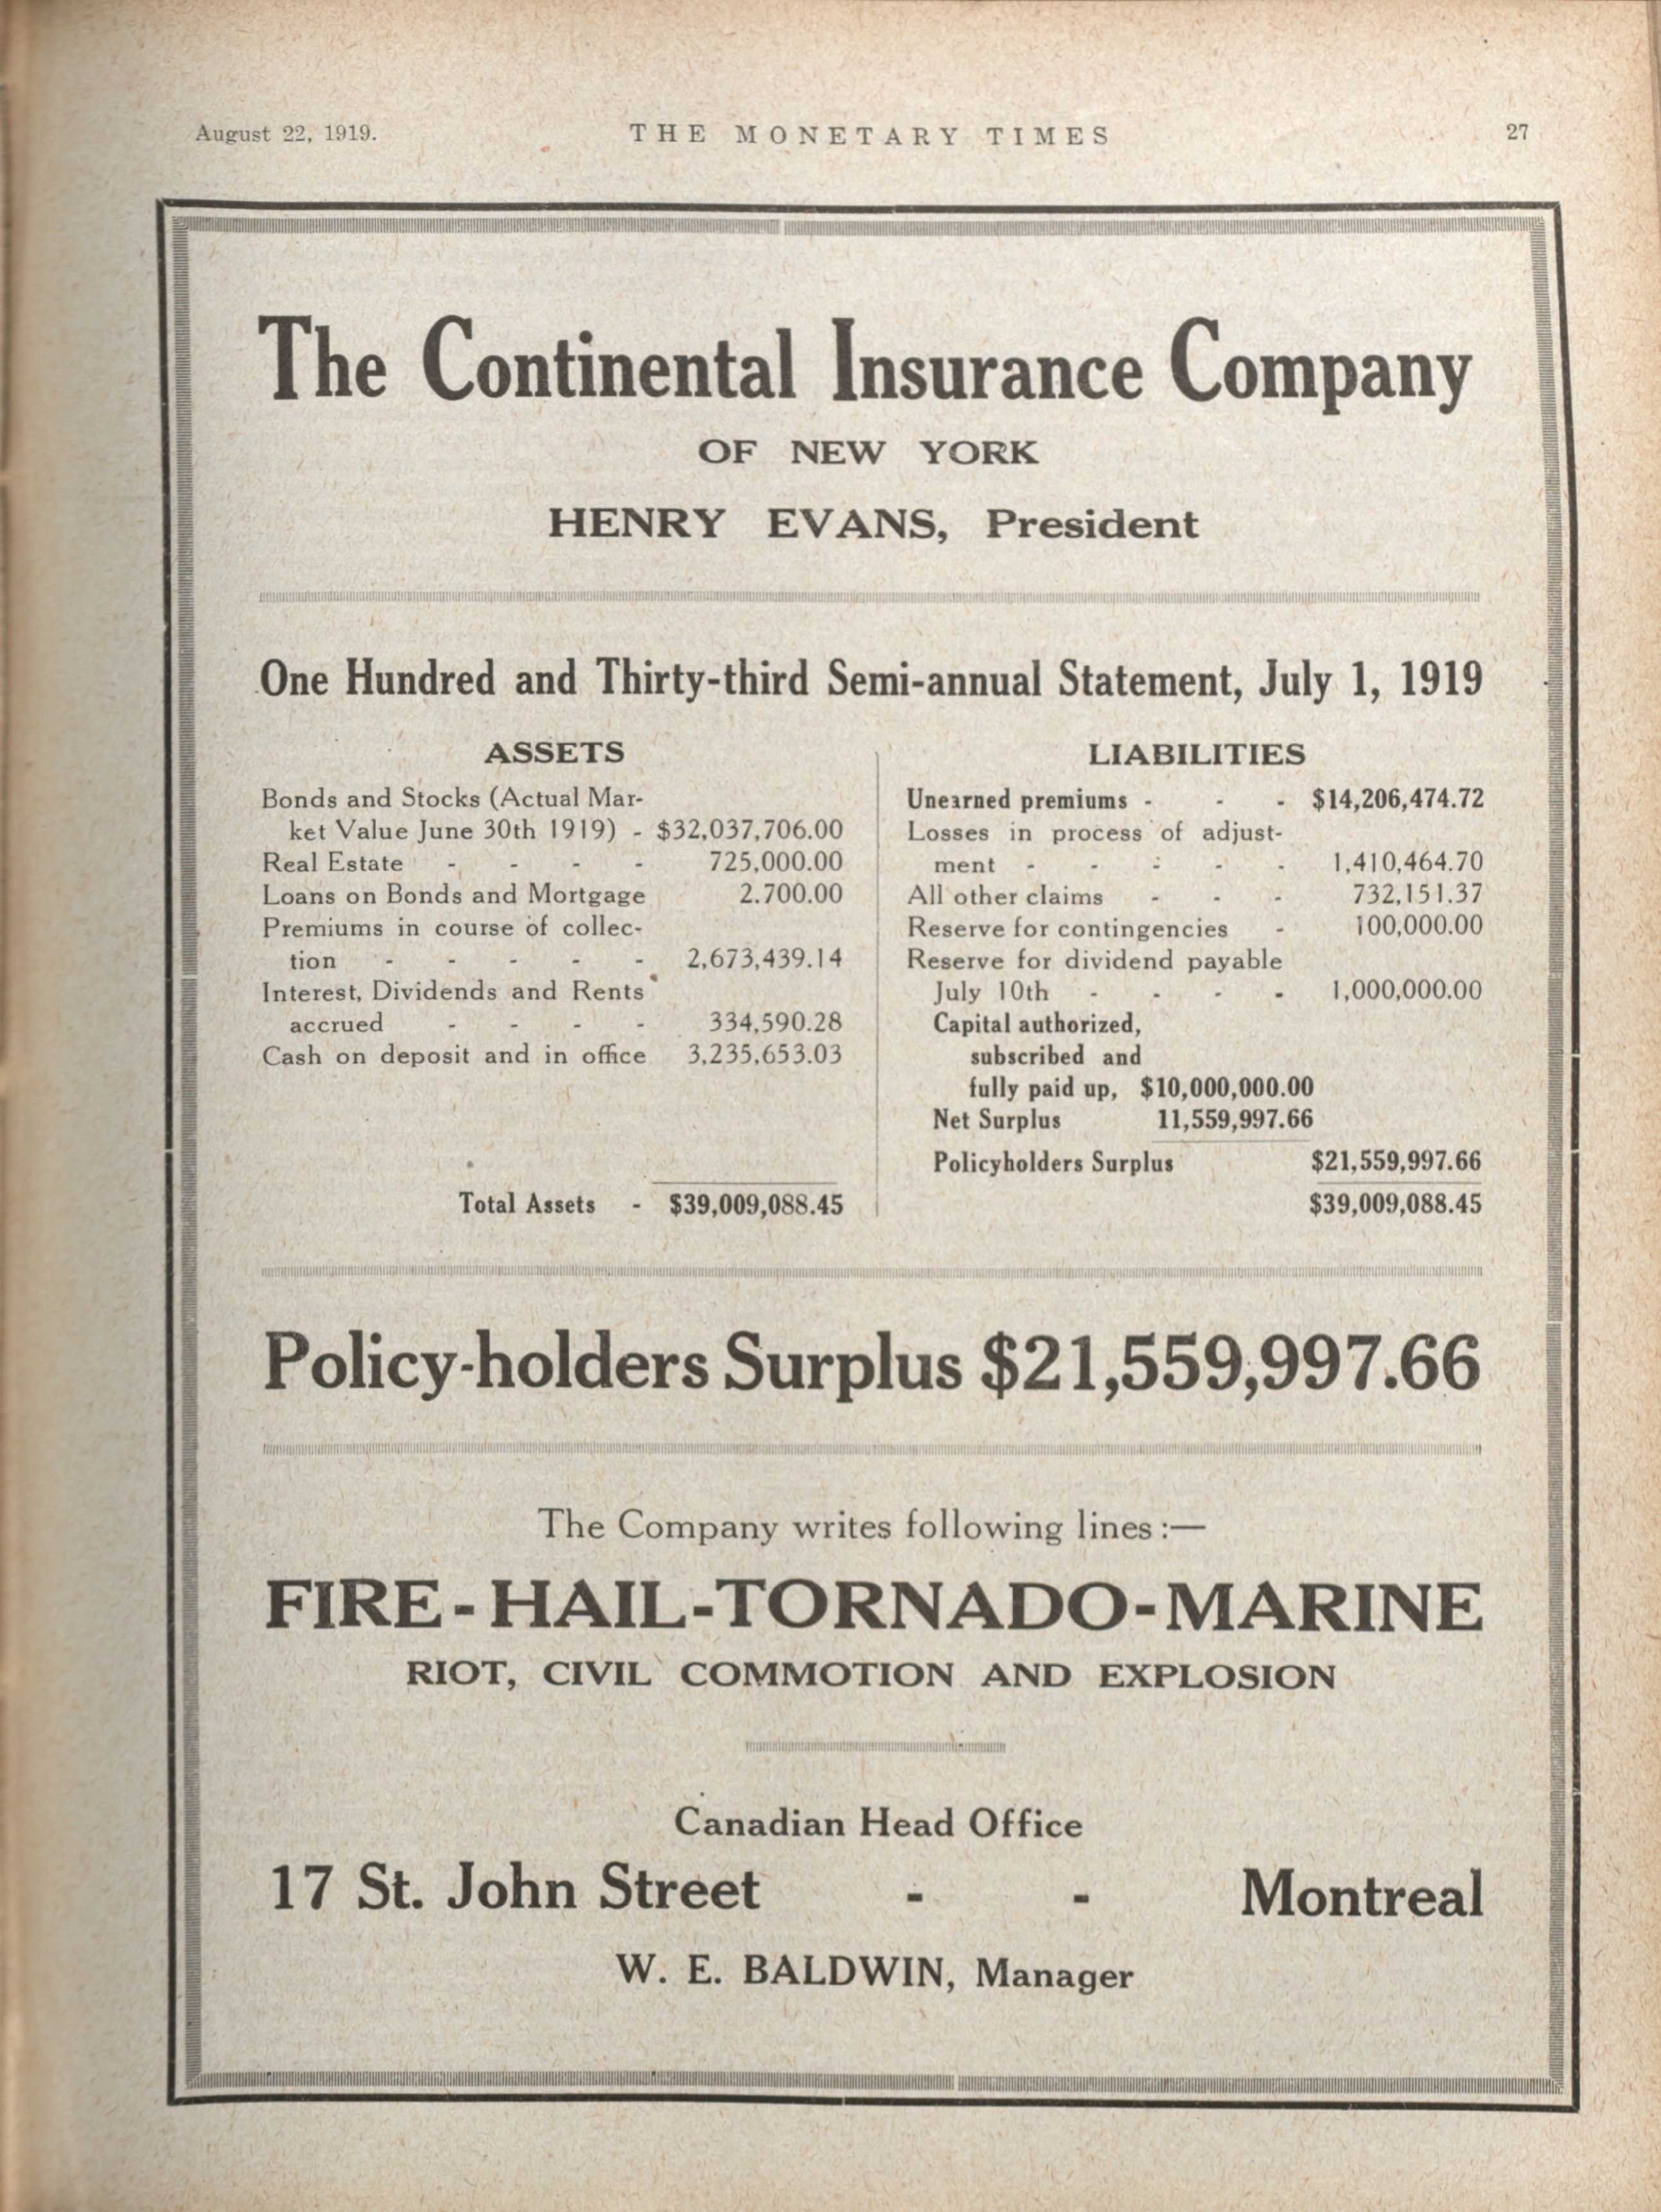 August 22, 1919.
THE MONETARY TIMES
27
The Continental Insurance Company
OF NEW YORK
HENRY EVANS, President
One Hundred and Thirty-third Semi-annual Statement, July 1, 1919
ASSETS
Bonds and Stocks (Actual Mar-
ket Value June 30th 1919) - $32,037,706.00
Real Estate - - - - 725,000.00
Loans on Bonds and Mortgage 2.700.00
Premiums in course of collec-
tion - - - - - 2,673,439.14
Interest, Dividends and Rents
accrued - - - - 334,590.28
Cash on deposit and in office 3,235,653.03
Total Assets - $39,009,088.45
LIABILITIES
Unearned premiums - - - $14,206,474.72
Losses in process of adjust-
ment - - - - - 1,410,464.70
All other claims - - - 732,151.37
Reserve for contingencies - 100,000.00
Reserve for dividend payable
July 10th - - - - 1,000,000.00
Capital authorized,
subscribed and
fully paid up, $10,000,000.00
Net Surplus 11,559,997.66
Policyholders Surplus $21,559,997.66
$39,009,088.45
Policy-holders Surplus $21,559,997.66
The Company writes following lines :—
FIRE - HAIL - TORNADO - MARINE
RIOT, CIVIL COMMOTION AND EXPLOSION
Canadian Head Office
17 St. John Street - - Montreal
W. E. BALDWIN, Manager